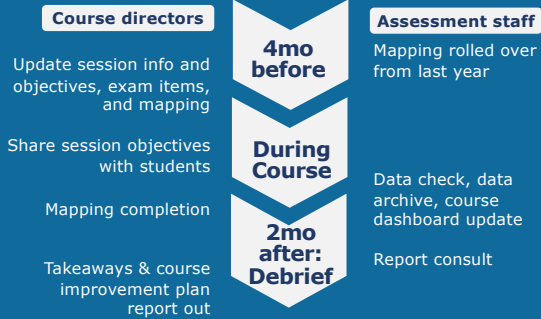 Course directors
Update session info and
objectives, exam items,
and mapping
Share session objectives
with students
Mapping completion
Takeaways & course
improvement plan
report out
4mo
before
During
Course
2mo
after:
Debrief
Assessment staff
Mapping rolled over
from last year
Data check, data
archive, course
dashboard update
Report consult